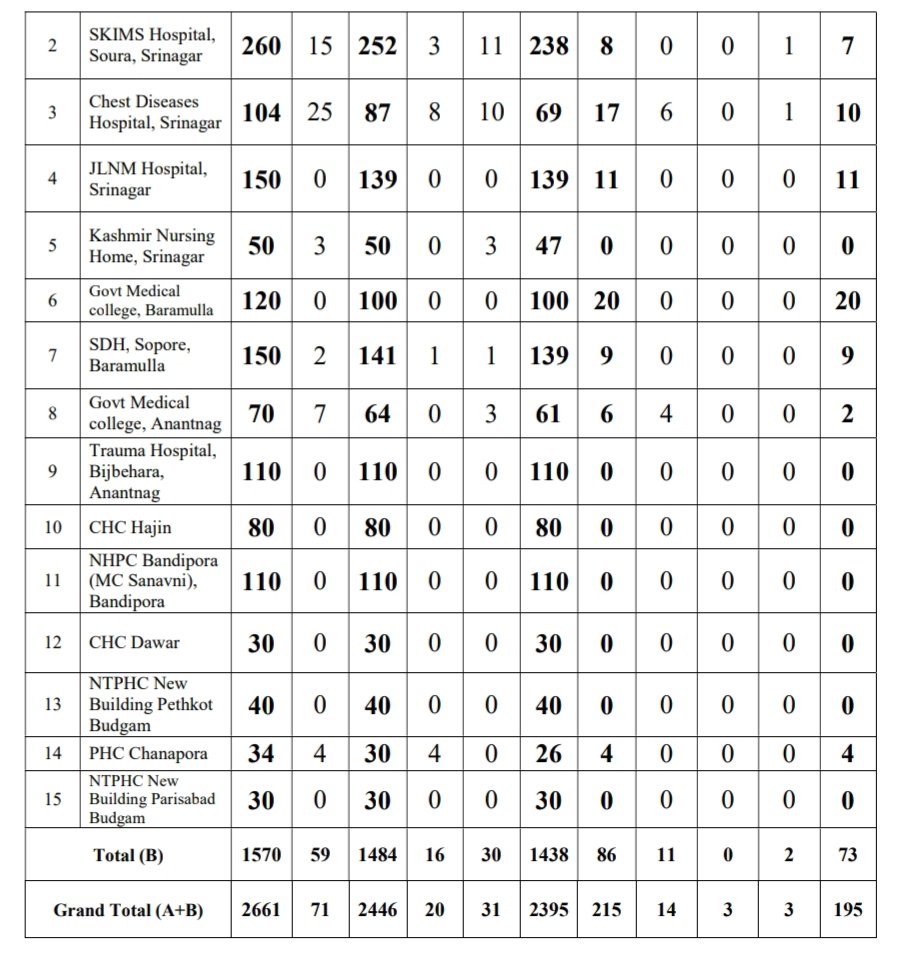 2 SKIMS Hospital, Soura, Srinagar 260 15 252 3 11 238 8 0 0 1 7
3 Chest Diseases Hospital, Srinagar 104 25 87 8 10 69 17 6 0 1 10
4 JLNM Hospital, Srinagar 150 0 139 0 0 139 11 0 0 0 11
5 Kashmir Nursing Home, Srinagar 50 3 50 0 3 47 0 0 0 0 0
6 Govt Medical college, Baramulla 120 0 100 0 0 100 20 0 0 0 20
7 SDH, Sopore, Baramulla 150 2 141 1 1 139 9 0 0 0 9
8 Govt Medical college, Anantnag 70 7 64 0 3 61 6 4 0 0 2
9 Trauma Hospital, Bijbehara, Anantnag 110 0 110 0 0 110 0 0 0 0 0
10 CHC Hajin 80 0 80 0 0 80 0 0 0 0 0
11 NHPC Bandipora (MC Sanavni), Bandipora 110 0 110 0 0 110 0 0 0 0 0
12 CHC Dawar 30 0 30 0 0 30 0 0 0 0 0
13 NTPHC New Building Pethkot Budgam 40 0 40 0 0 40 0 0 0 0 0
14 PHC Chanapora 34 4 30 4 0 26 4 0 0 0 4
15 NTPHC New Building Parisabad Budgam 30 0 30 0 0 30 0 0 0 0 0
Total (B) 1570 59 1484 16 30 1438 86 11 0 2 73
Grand Total (A+B) 2661 71 2446 20 31 2395 215 14 3 3 195